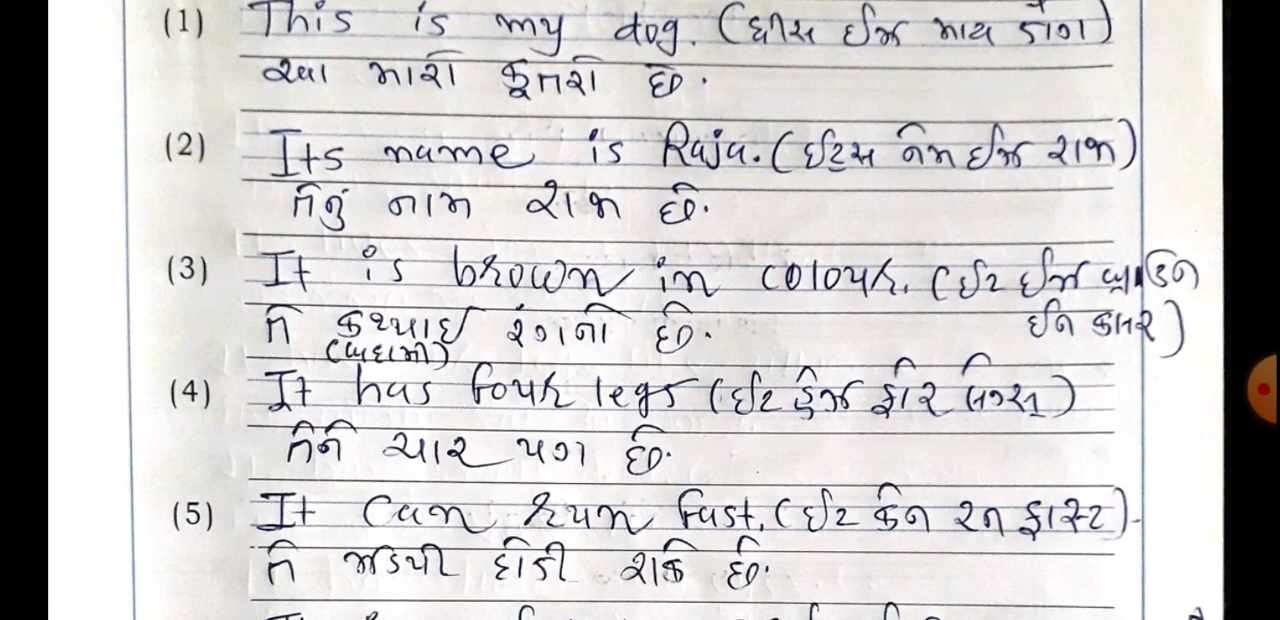 (1) This is my dog. (ધીસ ઈઝ માય ડોગ)
આ મારો કૂતરો છે.
(2) Its name is Raja. (ઈટસ નેમ ઈઝ રાજા)
તેનું નામ રાજા છે.
(3) It is brown in colour. (ઈટ ઈઝ બ્રાઉન
ઈન કલર)
તે કથ્થાઈ રંગનો છે.
(બદામી)
(4) It has four legs (ઈટ હેઝ ફોર લેગ્સ)
તેને ચાર પગ છે.
(5) It can run fast. (ઈટ કેન રન ફાસ્ટ)
તે ઝડપી દોડી શકે છે.